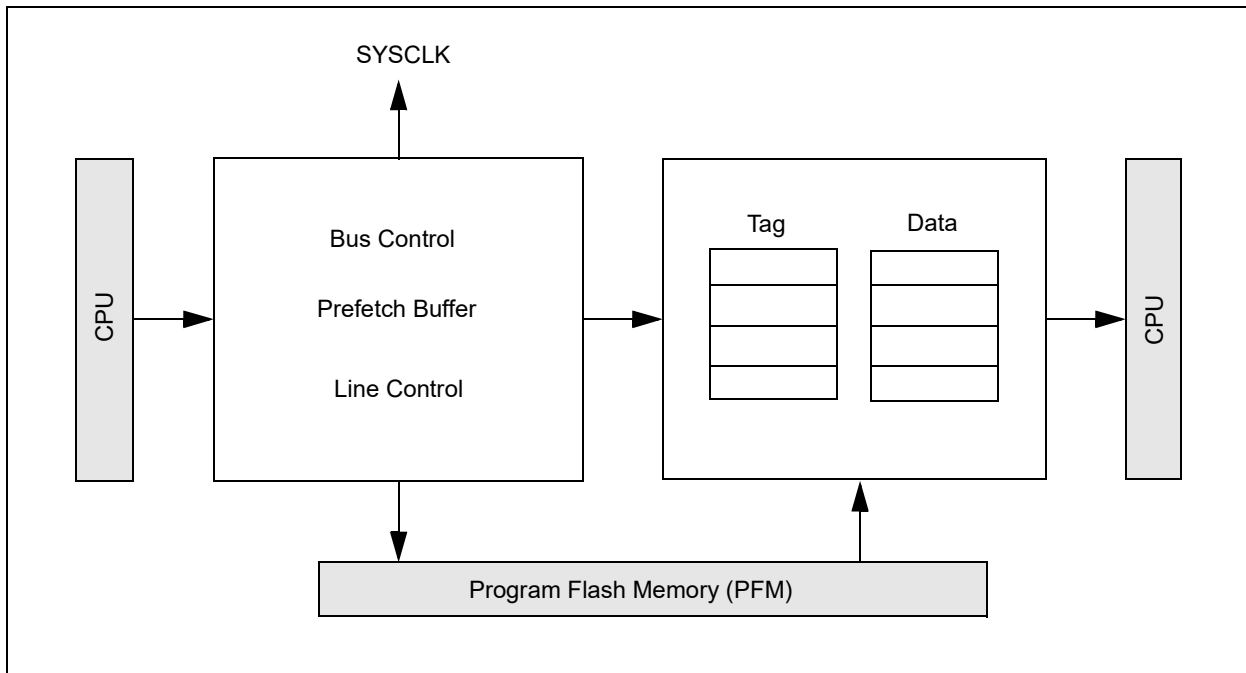 SYSCLK
CPU
Bus Control
Prefetch Buffer
Line Control
Tag
Data
CPU
Program Flash Memory (PFM)